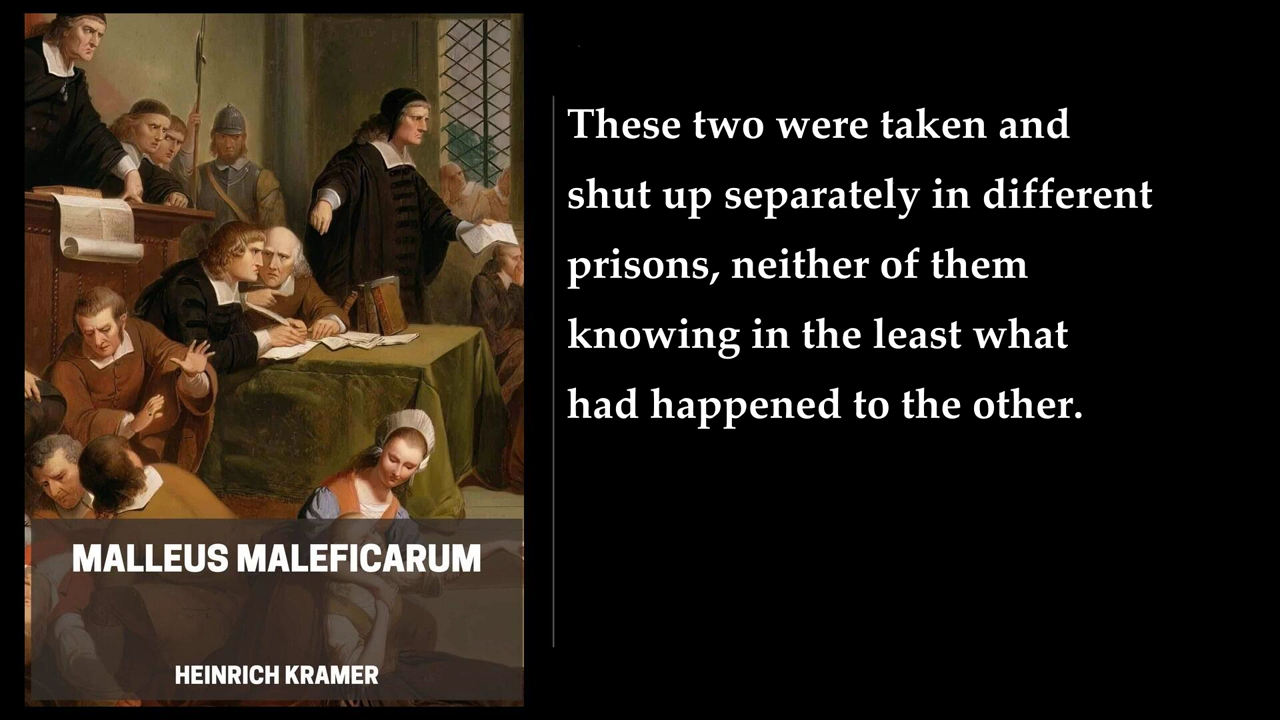 These two were taken and
shut up separately in different
prisons, neither of them
knowing in the least what
had happened to the other.
MALLEUS MALEFICARUM
HEINRICH KRAMER